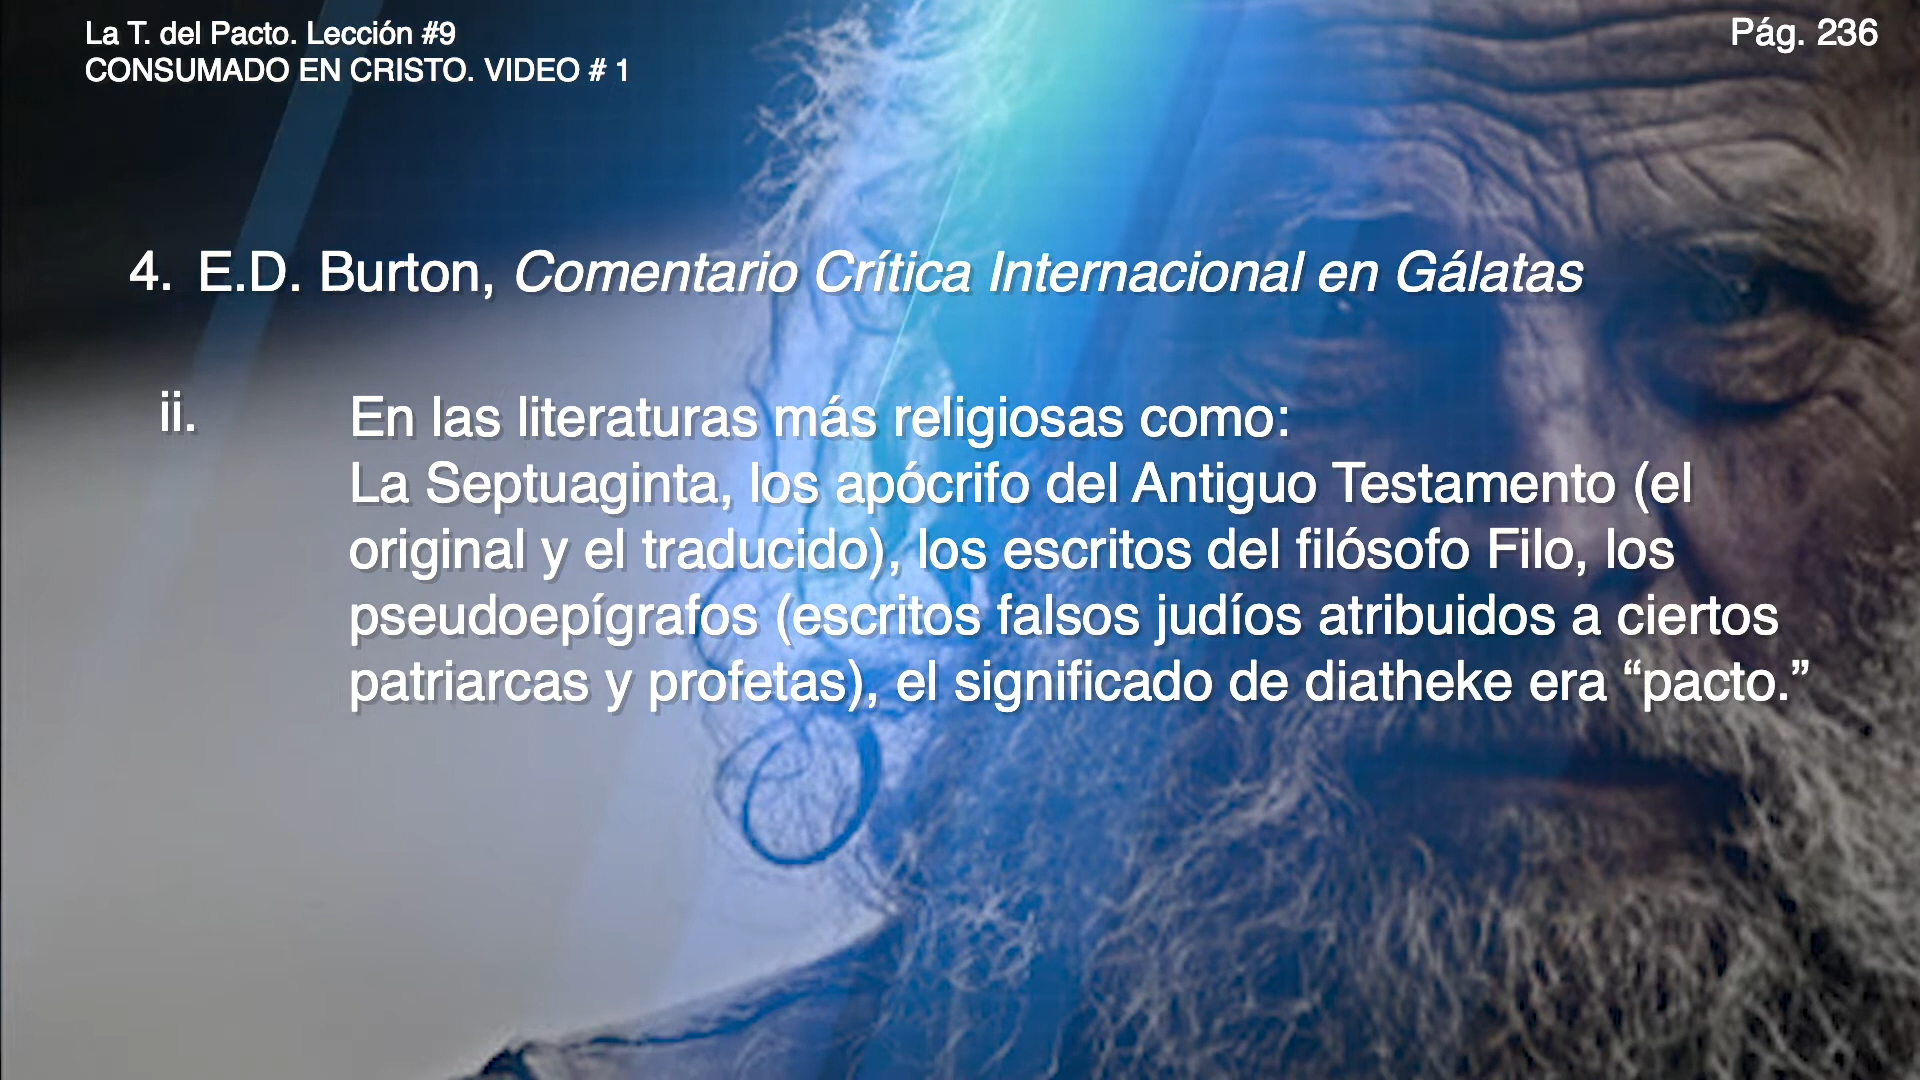 La T. del Pacto. Lección #9
CONSUMADO EN CRISTO. VIDEO # 1
Pág. 236
4. E.D. Burton, Comentario Crítica Internacional en Gálatas
ii. En las literaturas más religiosas como:
La Septuaginta, los apócrifo del Antiguo Testamento (el
original y el traducido), los escritos del filósofo Filo, los
pseudoepígrafos (escritos falsos judíos atribuidos a ciertos
patriarcas y profetas), el significado de diatheke era “pacto.”